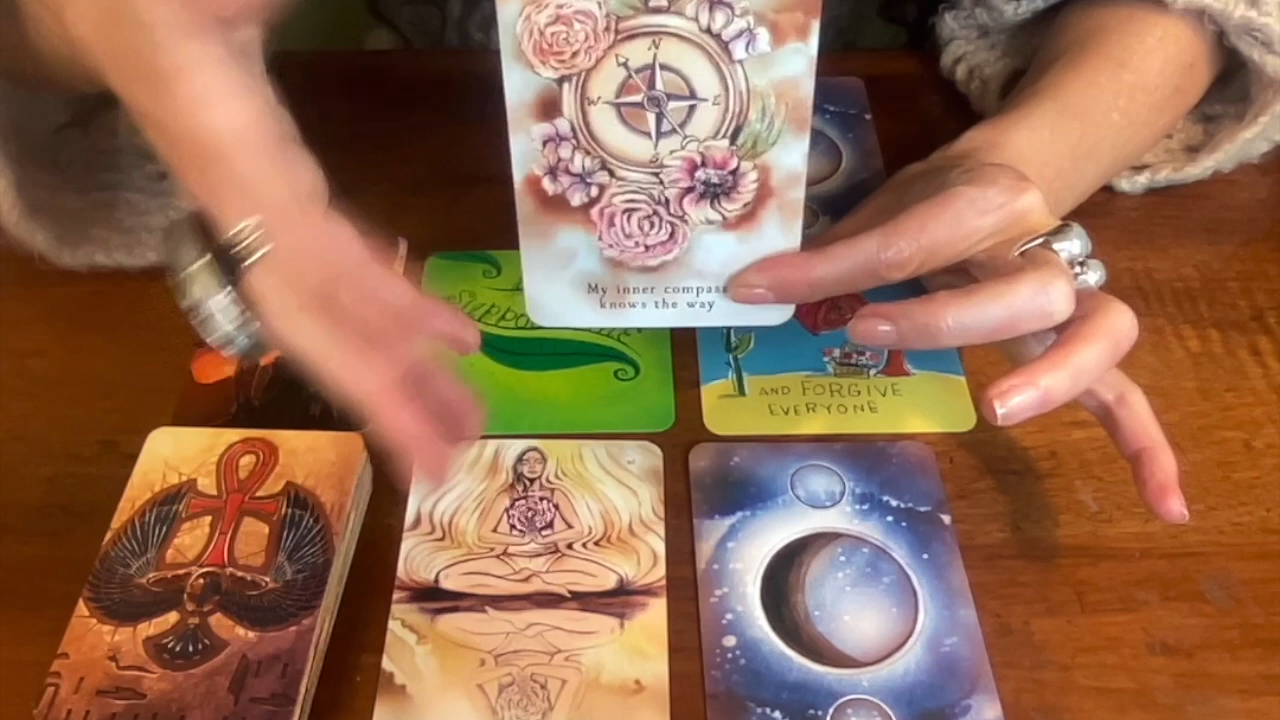 N
W E
S
My inner compass
knows the way
AND FORGIVE
EVERYONE